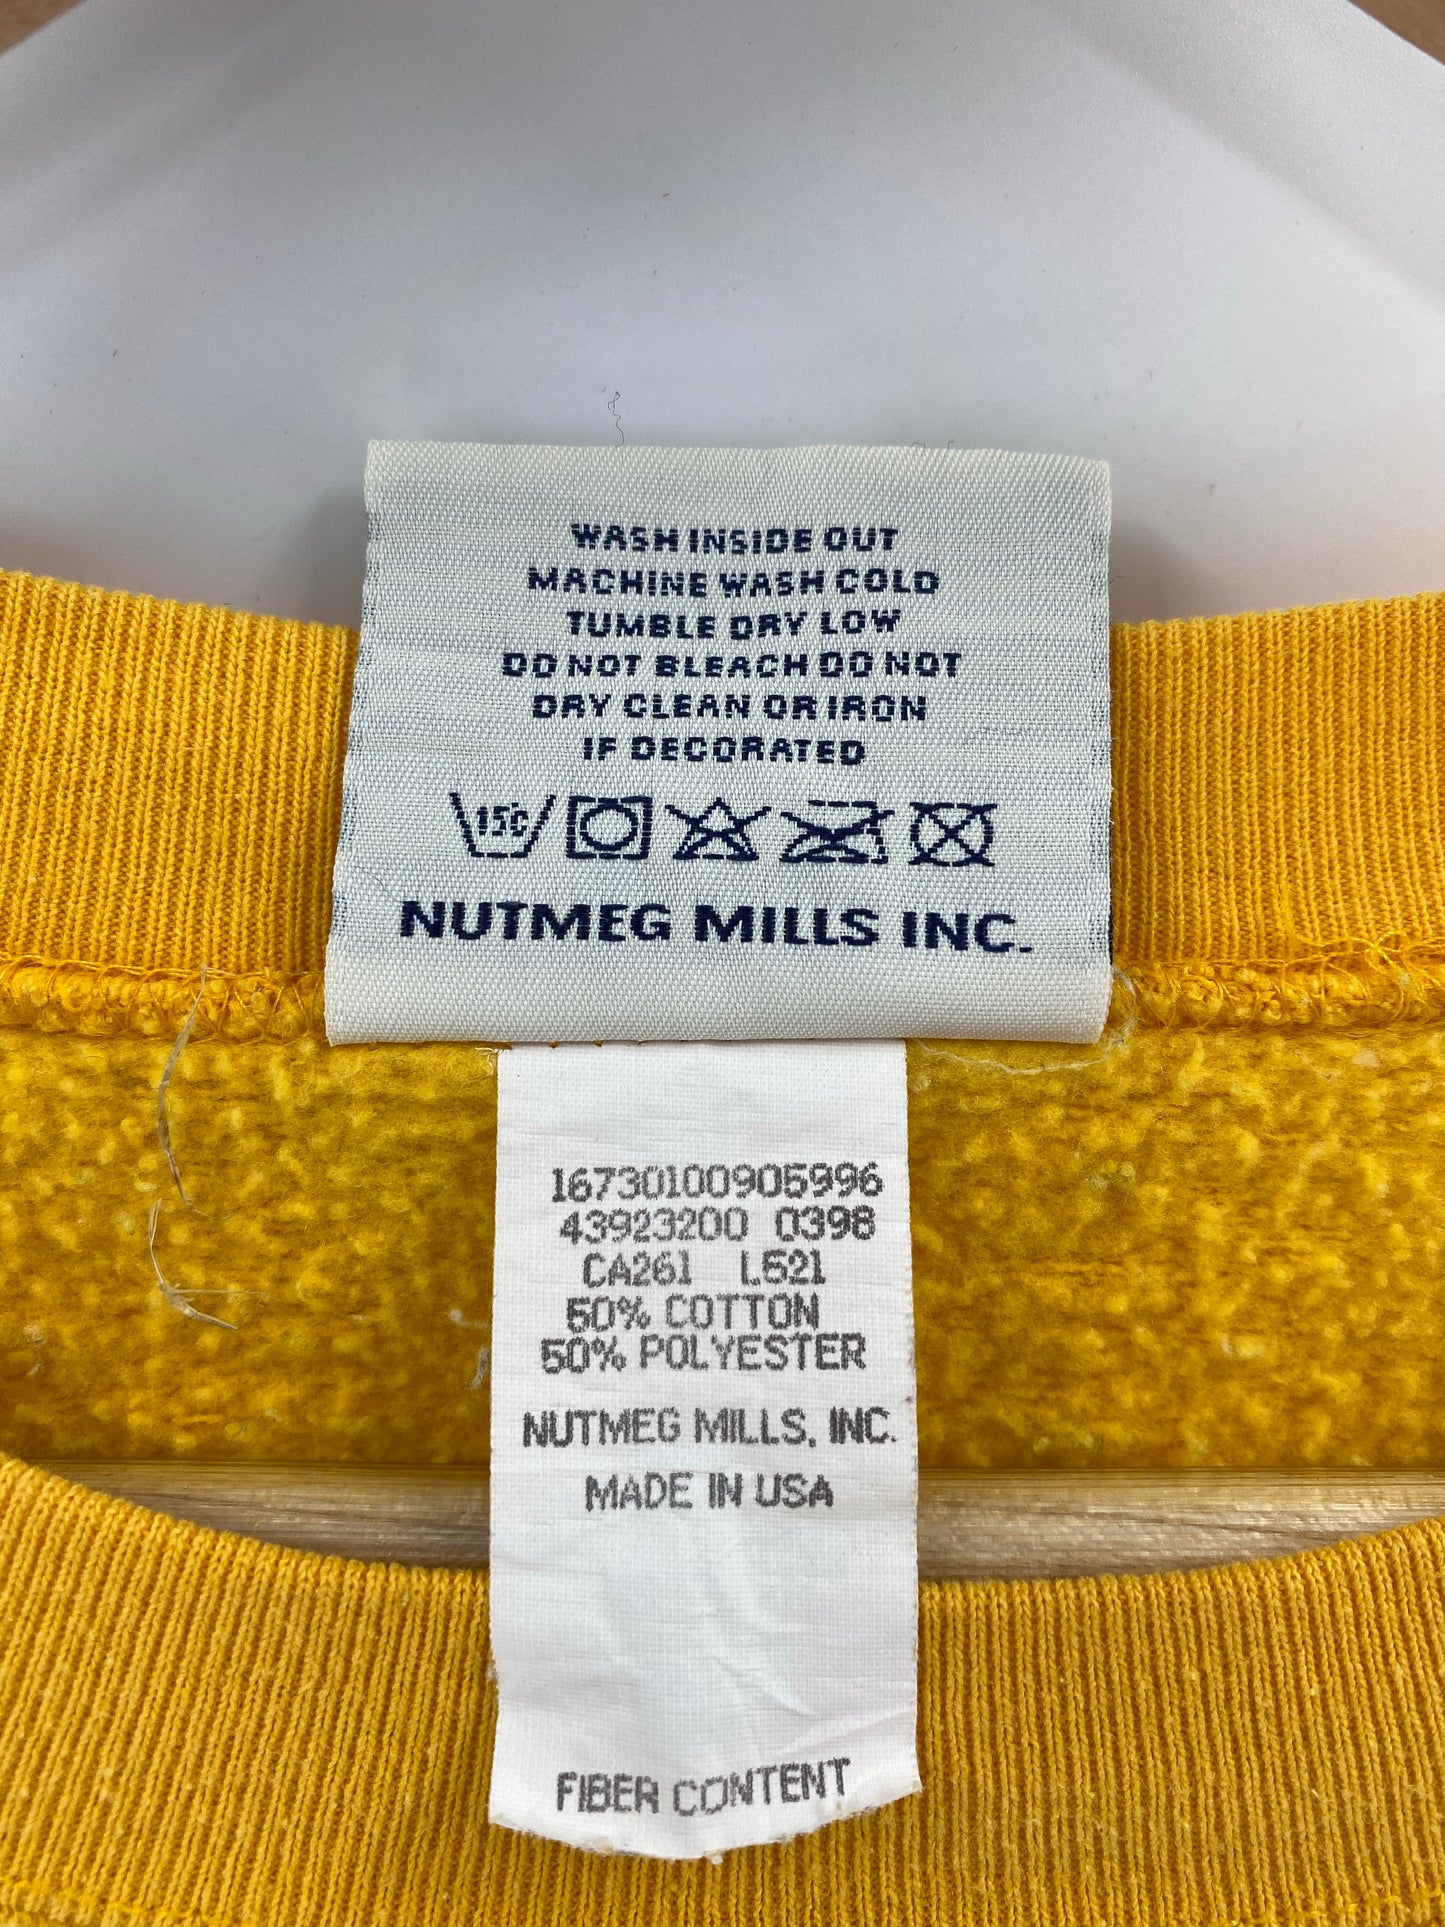 WASH INSIDE OUT
MACHINE WASH COLD
TUMBLE DRY LOW
DO NOT BLEACH DO NOT
DRY CLEAN OR IRON
IF DECORATED
15C
NUTMEG MILLS INC.
16730100905996
43923200 0398
CA261 L521
50% COTTON
50% POLYESTER
NUTMEG MILLS, INC.
MADE IN USA
FIBER CONTENT